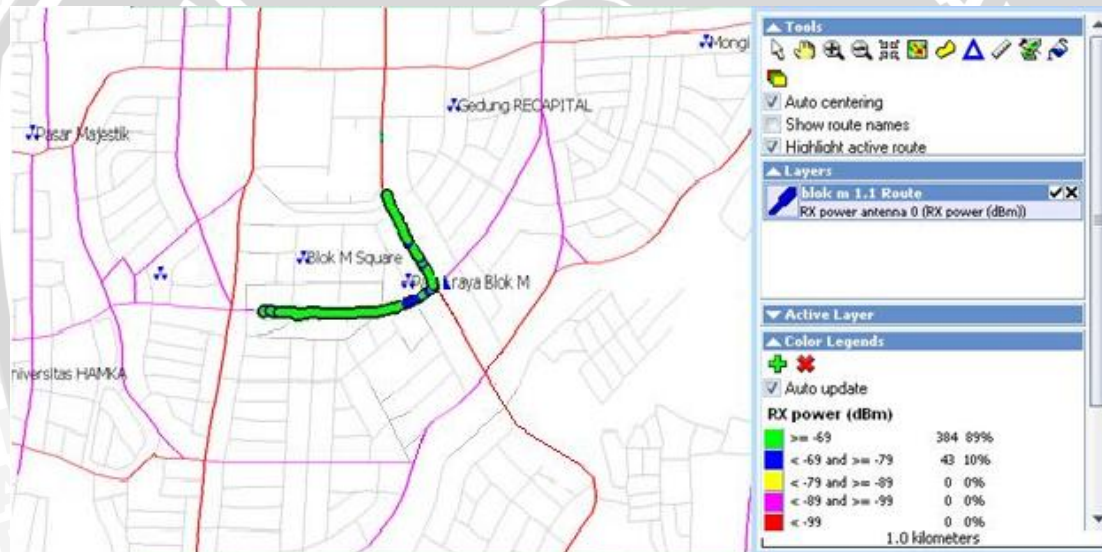 Mongi
Gedung RECAPITAL
Pasar Majestik
Blok M Square
raya Blok M
niversitas HAMKA
Tools
Auto centering
Show route names
Highlight active route
Layers
blok m 1.1 Route
RX power antenna 0 (RX power (dBm))
Active Layer
Color Legends
Auto update
RX power (dBm)
>= -69 384 89%
< -69 and >= -79 43 10%
< -79 and >= -89 0 0%
< -89 and >= -99 0 0%
< -99 0 0%
1.0 kilometers